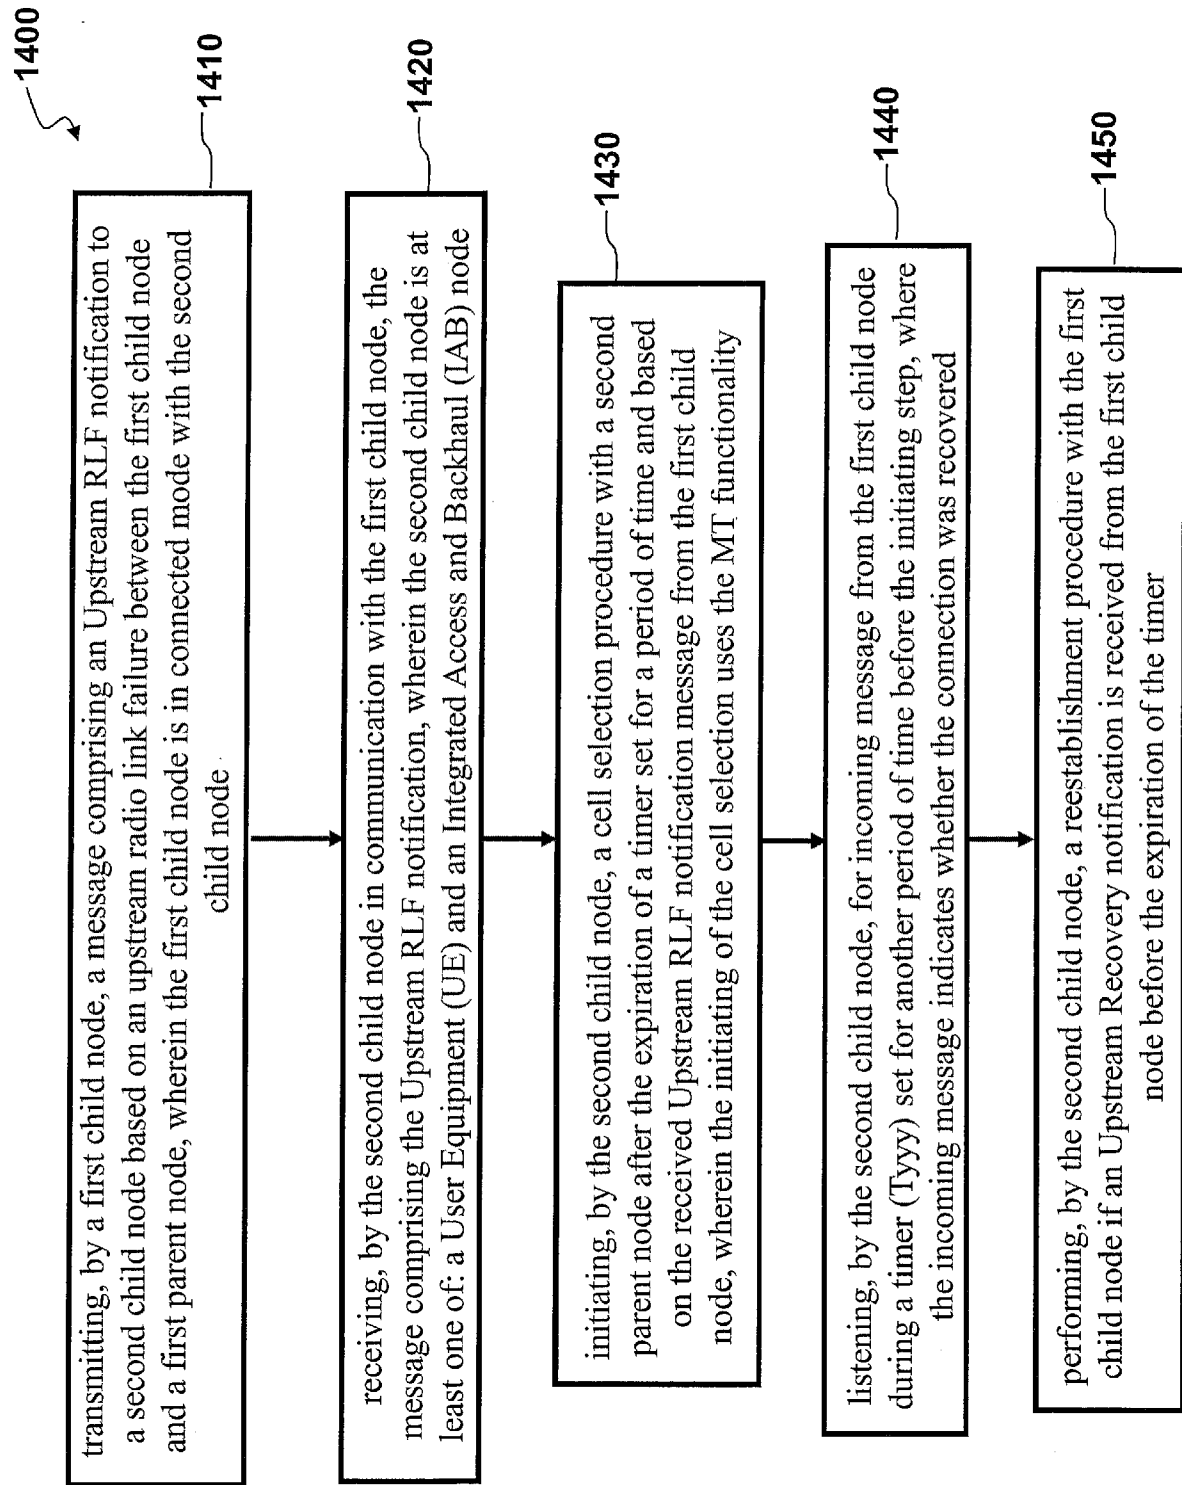 1400
transmitting, by a first child node, a message comprising an Upstream RLF notification to
a second child node based on an upstream radio link failure between the first child node
and a first parent node, wherein the first child node is in connected mode with the second
child node
1410
receiving, by the second child node in communication with the first child node, the
message comprising the Upstream RLF notification, wherein the second child node is at
least one of: a User Equipment (UE) and an Integrated Access and Backhaul (IAB) node
1420
initiating, by the second child node, a cell selection procedure with a second
parent node after the expiration of a timer set for a period of time and based
on the received Upstream RLF notification message from the first child
node, wherein the initiating of the cell selection uses the MT functionality
1430
listening, by the second child node, for incoming message from the first child node
during a timer (Tyyy) set for another period of time before the initiating step, where
the incoming message indicates whether the connection was recovered
1440
performing, by the second child node, a reestablishment procedure with the first
child node if an Upstream Recovery notification is received from the first child
node before the expiration of the timer
1450